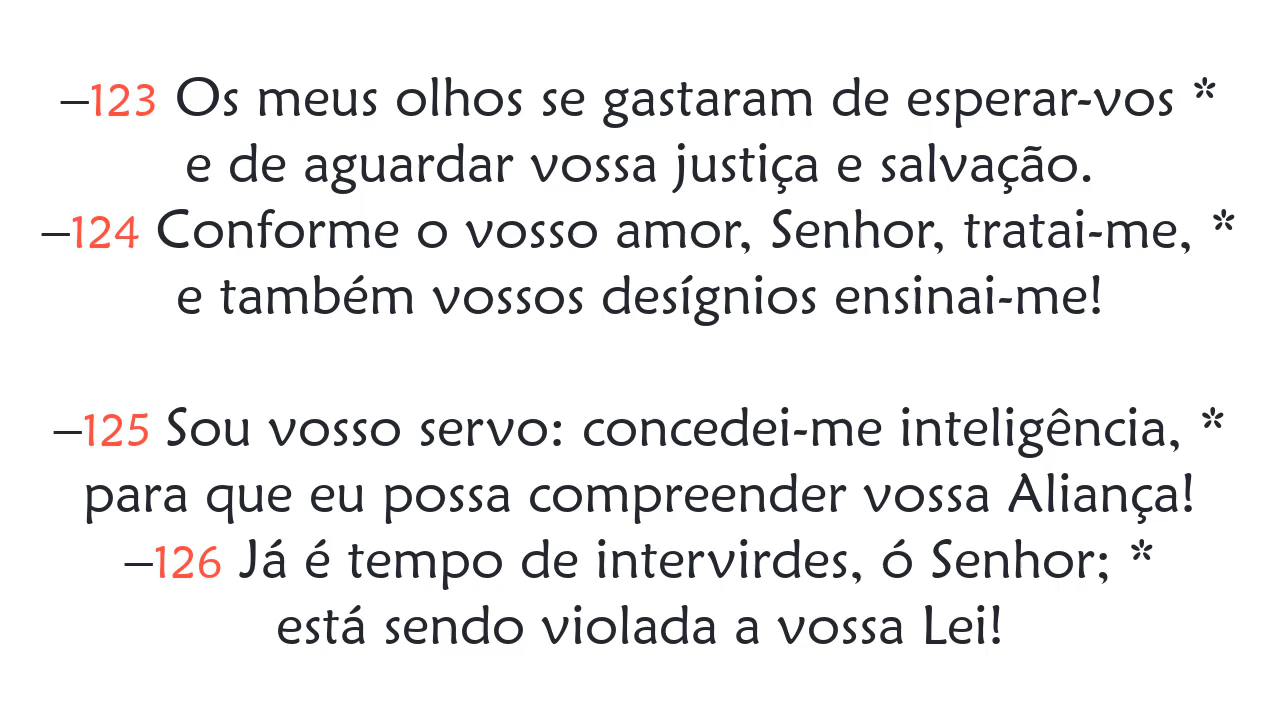 –123 Os meus olhos se gastaram de esperar-vos *
e de aguardar vossa justiça e salvação.
–124 Conforme o vosso amor, Senhor, tratai-me, *
e também vossos desígnios ensinai-me!
–125 Sou vosso servo: concedei-me inteligência, *
para que eu possa compreender vossa Aliança!
–126 Já é tempo de intervirdes, ó Senhor; *
está sendo violada a vossa Lei!